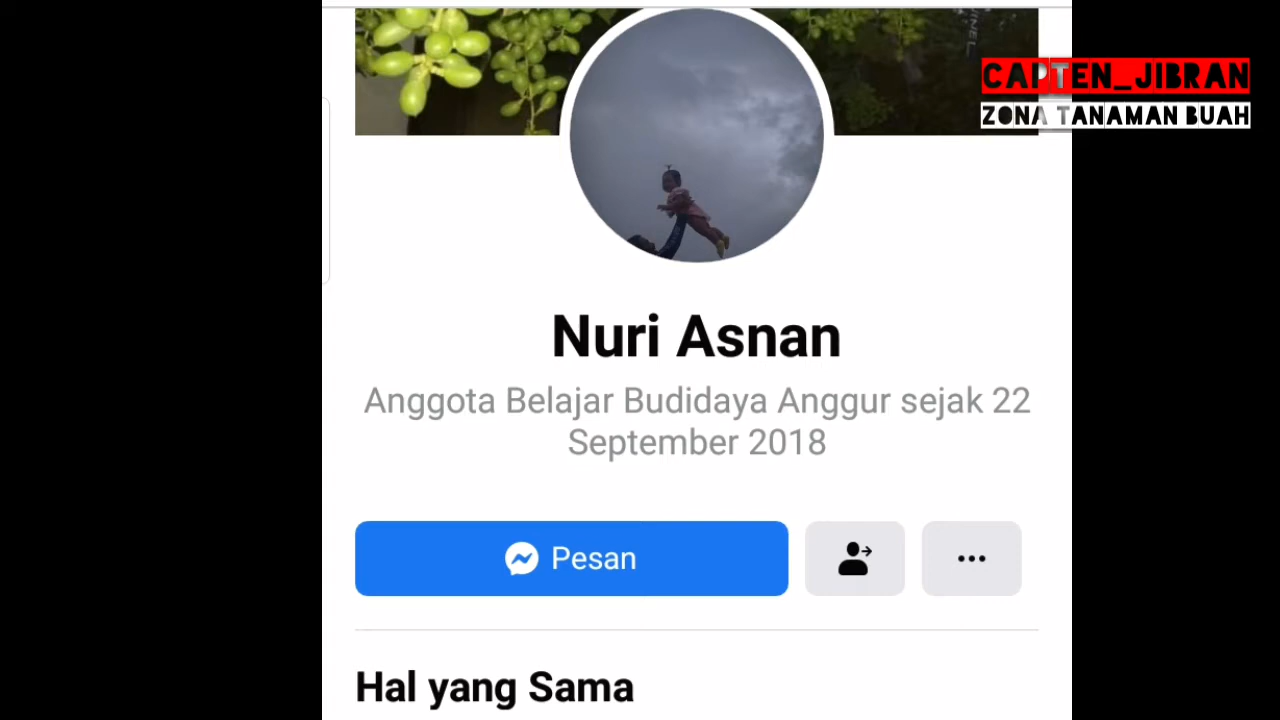 CAPTEN_JIBRAN
ZONA TANAMAN BUAH
Nuri Asnan
Anggota Belajar Budidaya Anggur sejak 22
September 2018
Pesan
Hal yang Sama